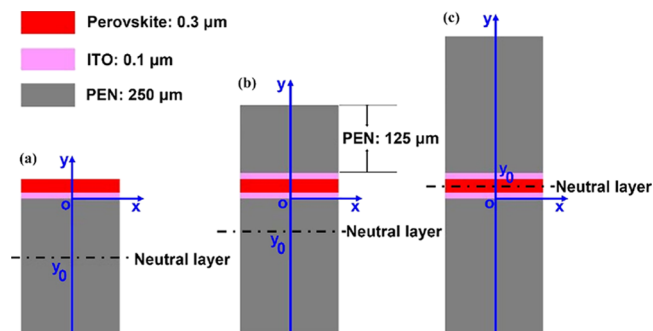 Perovskite: 0.3 µm
ITO: 0.1 µm
PEN: 250 µm
(a)
y
o
x
y0
Neutral layer
(b)
y
PEN: 125 µm
o
x
y0
Neutral layer
(c)
y
y0
Neutral layer
o
x